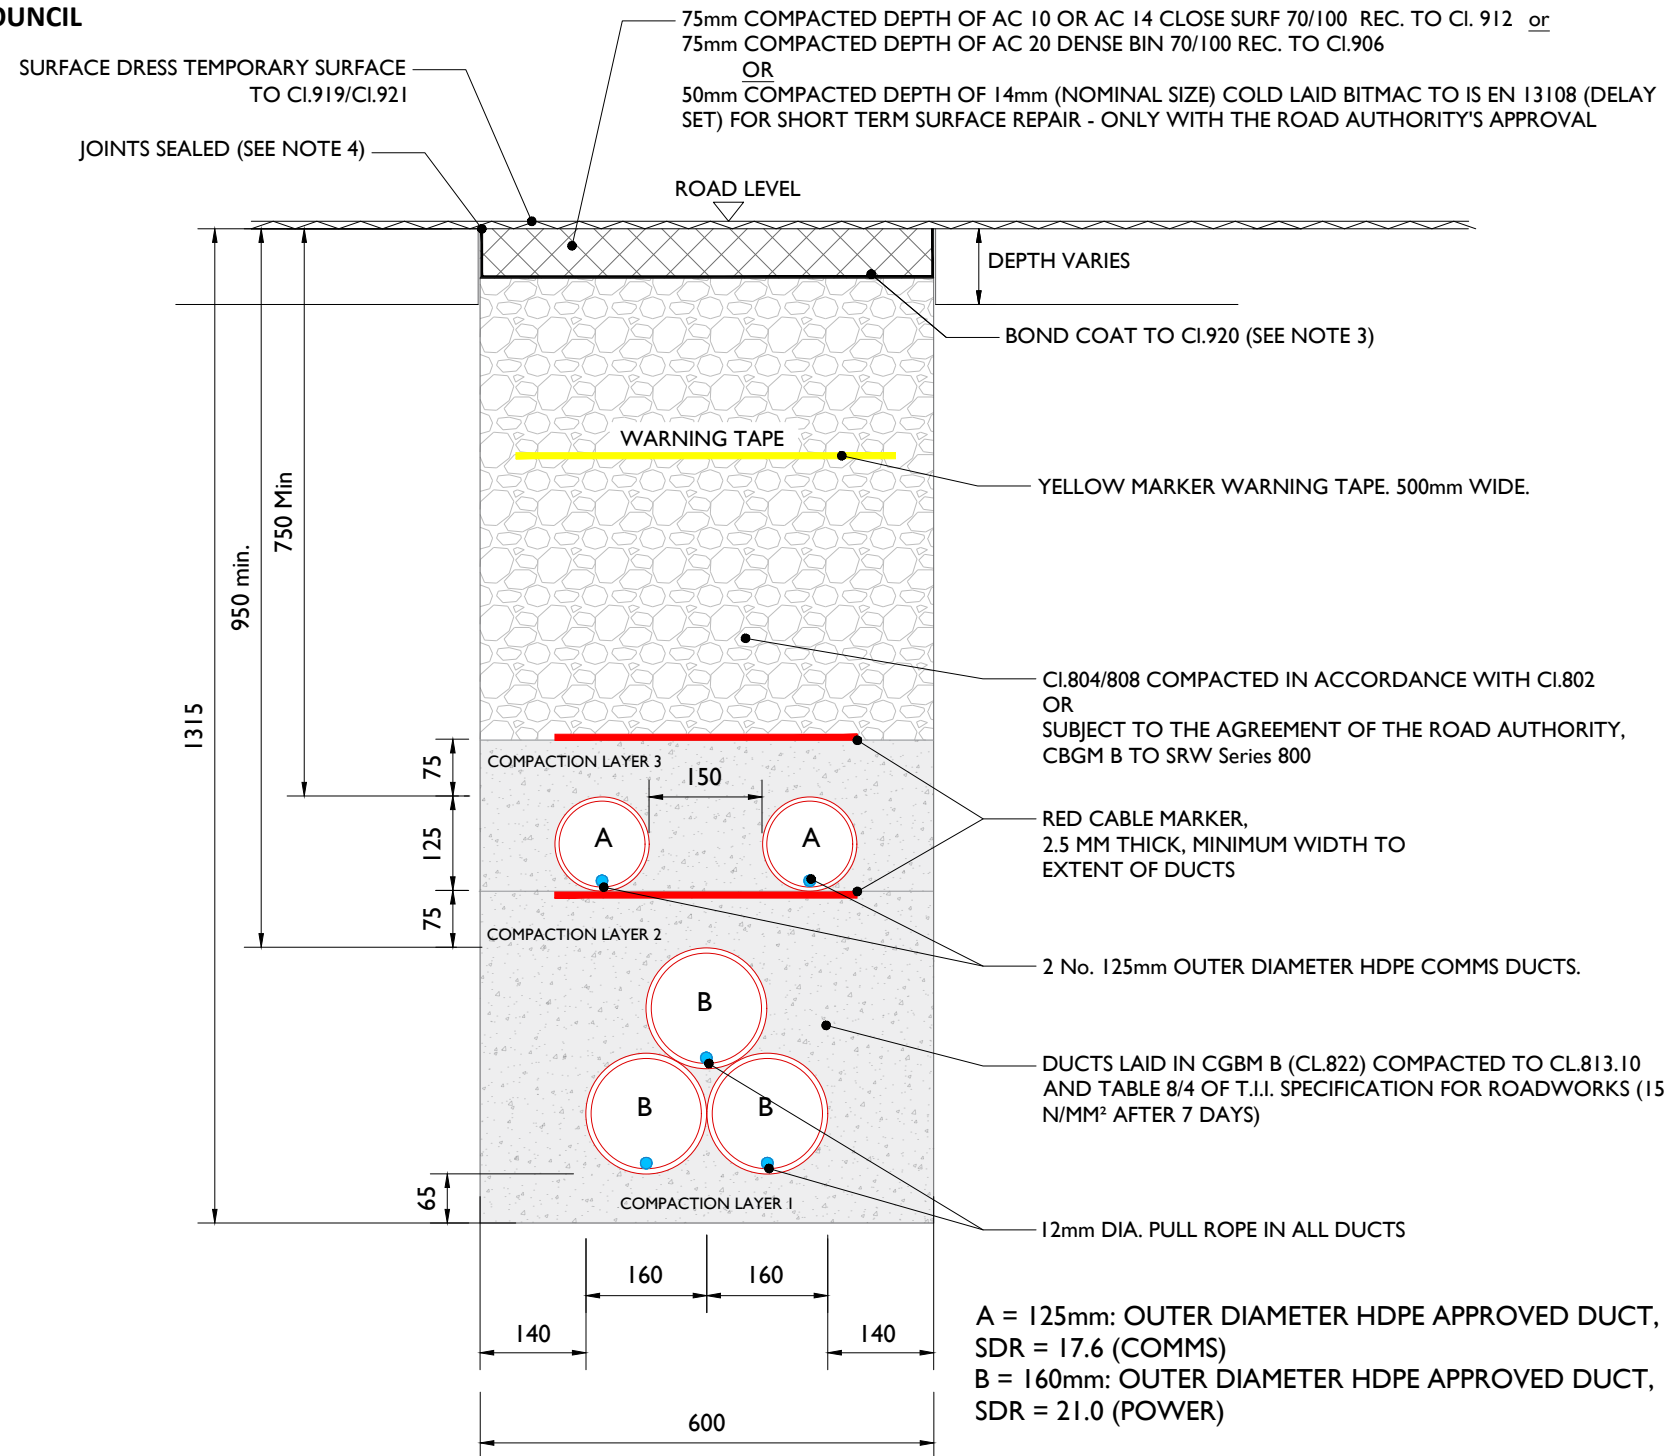 OUNCIL
75mm COMPACTED DEPTH OF AC 10 OR AC 14 CLOSE SURF 70/100 REC. TO Cl. 912 or
75mm COMPACTED DEPTH OF AC 20 DENSE BIN 70/100 REC. TO Cl.906
OR
50mm COMPACTED DEPTH OF 14mm (NOMINAL SIZE) COLD LAID BITMAC TO IS EN 13108 (DELAY
SET) FOR SHORT TERM SURFACE REPAIR - ONLY WITH THE ROAD AUTHORITY'S APPROVAL
SURFACE DRESS TEMPORARY SURFACE
TO Cl.919/Cl.921
JOINTS SEALED (SEE NOTE 4)
ROAD LEVEL
DEPTH VARIES
BOND COAT TO Cl.920 (SEE NOTE 3)
WARNING TAPE
YELLOW MARKER WARNING TAPE. 500mm WIDE.
750 Min
950 min.
1315
Cl.804/808 COMPACTED IN ACCORDANCE WITH Cl.802
OR
SUBJECT TO THE AGREEMENT OF THE ROAD AUTHORITY,
CBGM B TO SRW Series 800
COMPACTION LAYER 3
75
150
RED CABLE MARKER,
2.5 MM THICK, MINIMUM WIDTH TO
EXTENT OF DUCTS
125
A
A
75
COMPACTION LAYER 2
2 No. 125mm OUTER DIAMETER HDPE COMMS DUCTS.
B
DUCTS LAID IN CGBM B (CL.822) COMPACTED TO CL.813.10
AND TABLE 8/4 OF T.I.I. SPECIFICATION FOR ROADWORKS (15
N/MM² AFTER 7 DAYS)
B
B
65
COMPACTION LAYER 1
12mm DIA. PULL ROPE IN ALL DUCTS
160
160
140
140
600
A = 125mm: OUTER DIAMETER HDPE APPROVED DUCT,
SDR = 17.6 (COMMS)
B = 160mm: OUTER DIAMETER HDPE APPROVED DUCT,
SDR = 21.0 (POWER)